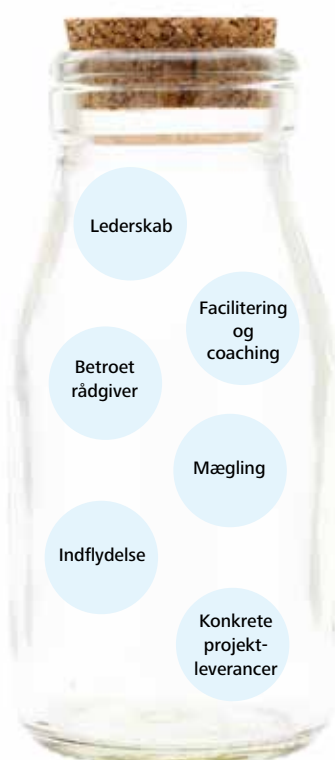 Lederskab
Facilitering
og
coaching
Betroet
rådgiver
Mægling
Indflydelse
Konkrete
projekt-
leverancer